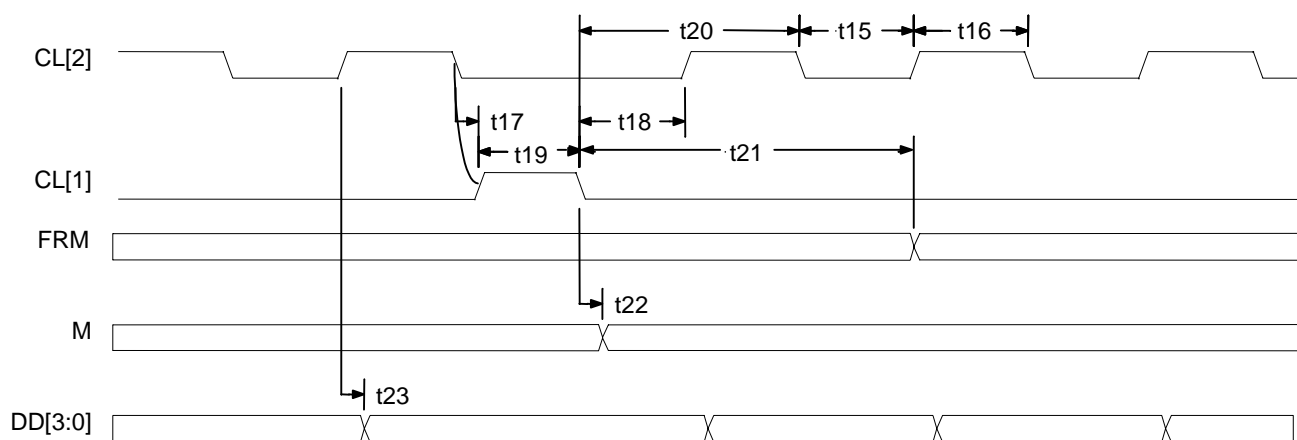 t20 t15 t16
CL[2]
t17 t18
t19 t21
CL[1]
FRM
t22
M
t23
DD[3:0]